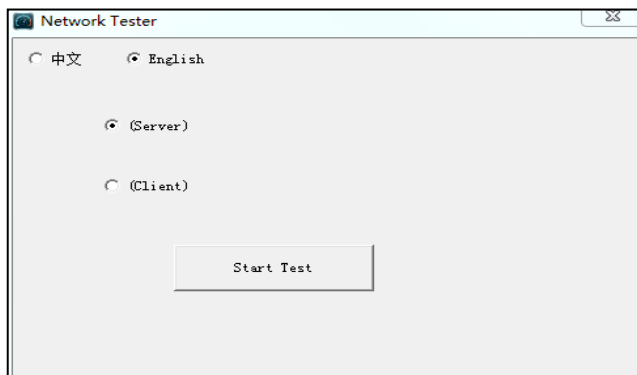 Network Tester
中文 English
(Server)
(Client)
Start Test